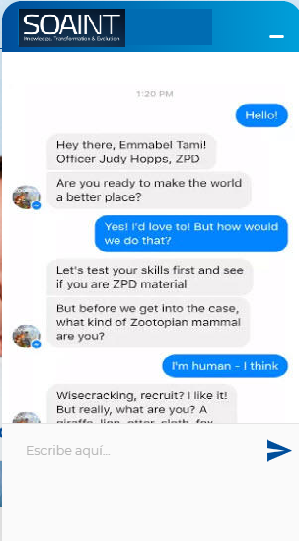 SOAINT
Knowledge, Transformation & Evolution
1:20 PM
Hello!
Hey there, Emmabel Tami!
Officer Judy Hopps, ZPD
Are you ready to make the world
a better place?
Yes! I'd love to! But how would
we do that?
Let's test your skills first and see
if you are ZPD material
But before we get into the case,
what kind of Zootopian mammal
are you?
I'm human - I think
Wisecracking, recruit? I like it!
But really, what are you? A
giraffe, lion, otter, sloth, fox
Escribe aquí...